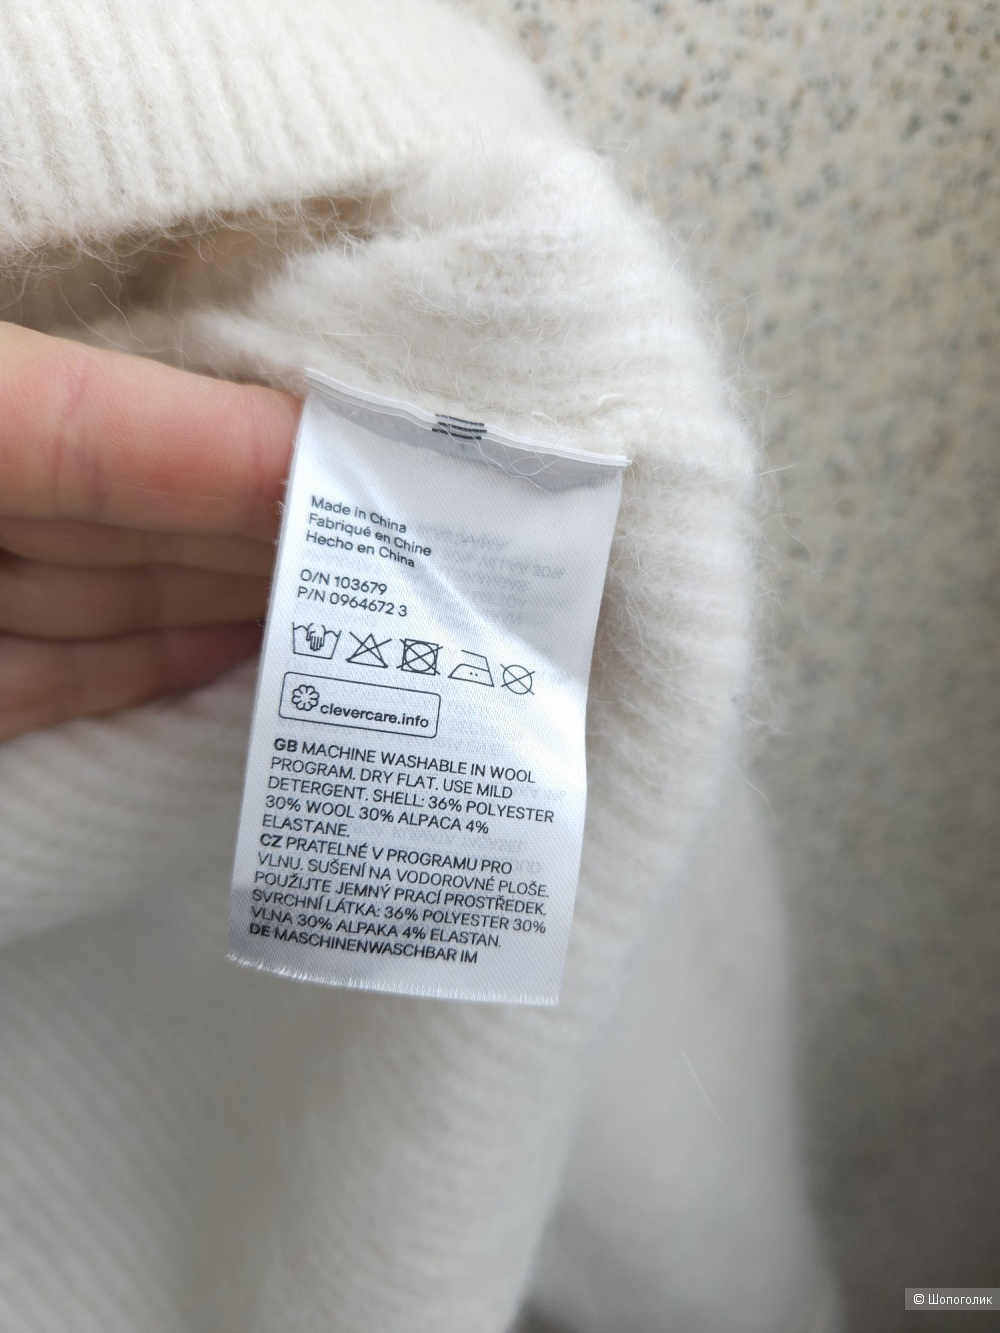 Made in China
Fabriqué en Chine
Hecho en China
O/N 103679
P/N 0964672 3
clevercare.info
GB MACHINE WASHABLE IN WOOL
PROGRAM. DRY FLAT. USE MILD
DETERGENT. SHELL: 36% POLYESTER
30% WOOL 30% ALPACA 4%
ELASTANE.
CZ PRATELNÉ V PROGRAMU PRO
VLNU. SUŠENÍ NA VODOROVNÉ PLOŠE.
POUŽIJTE JEMNÝ PRACÍ PROSTŘEDEK.
SVRCHNÍ LÁTKA: 36% POLYESTER 30%
VLNA 30% ALPAKA 4% ELASTAN.
DE MASCHINENWASCHBAR IM
© Шопоголик